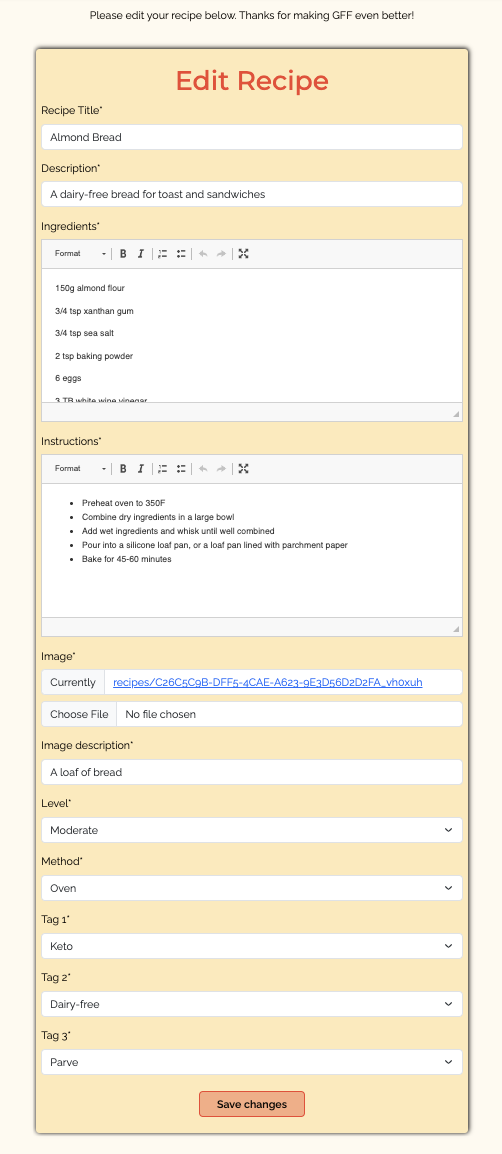 Please edit your recipe below. Thanks for making GFF even better!
Edit Recipe
Recipe Title*
Almond Bread
Description*
A dairy-free bread for toast and sandwiches
Ingredients*
Format
B I
150g almond flour
3/4 tsp xanthan gum
3/4 tsp sea salt
2 tsp baking powder
6 eggs
3 TB white wine vinegar
Instructions*
Format
B I
Preheat oven to 350F
Combine dry ingredients in a large bowl
Add wet ingredients and whisk until well combined
Pour into a silicone loaf pan, or a loaf pan lined with parchment paper
Bake for 45-60 minutes
Image*
Currently recipes/C26C5C9B-DFF5-4CAE-A623-9E3D56D2D2FA_vh0xuh
Choose File No file chosen
Image description*
A loaf of bread
Level*
Moderate
Method*
Oven
Tag 1*
Keto
Tag 2*
Dairy-free
Tag 3*
Parve
Save changes